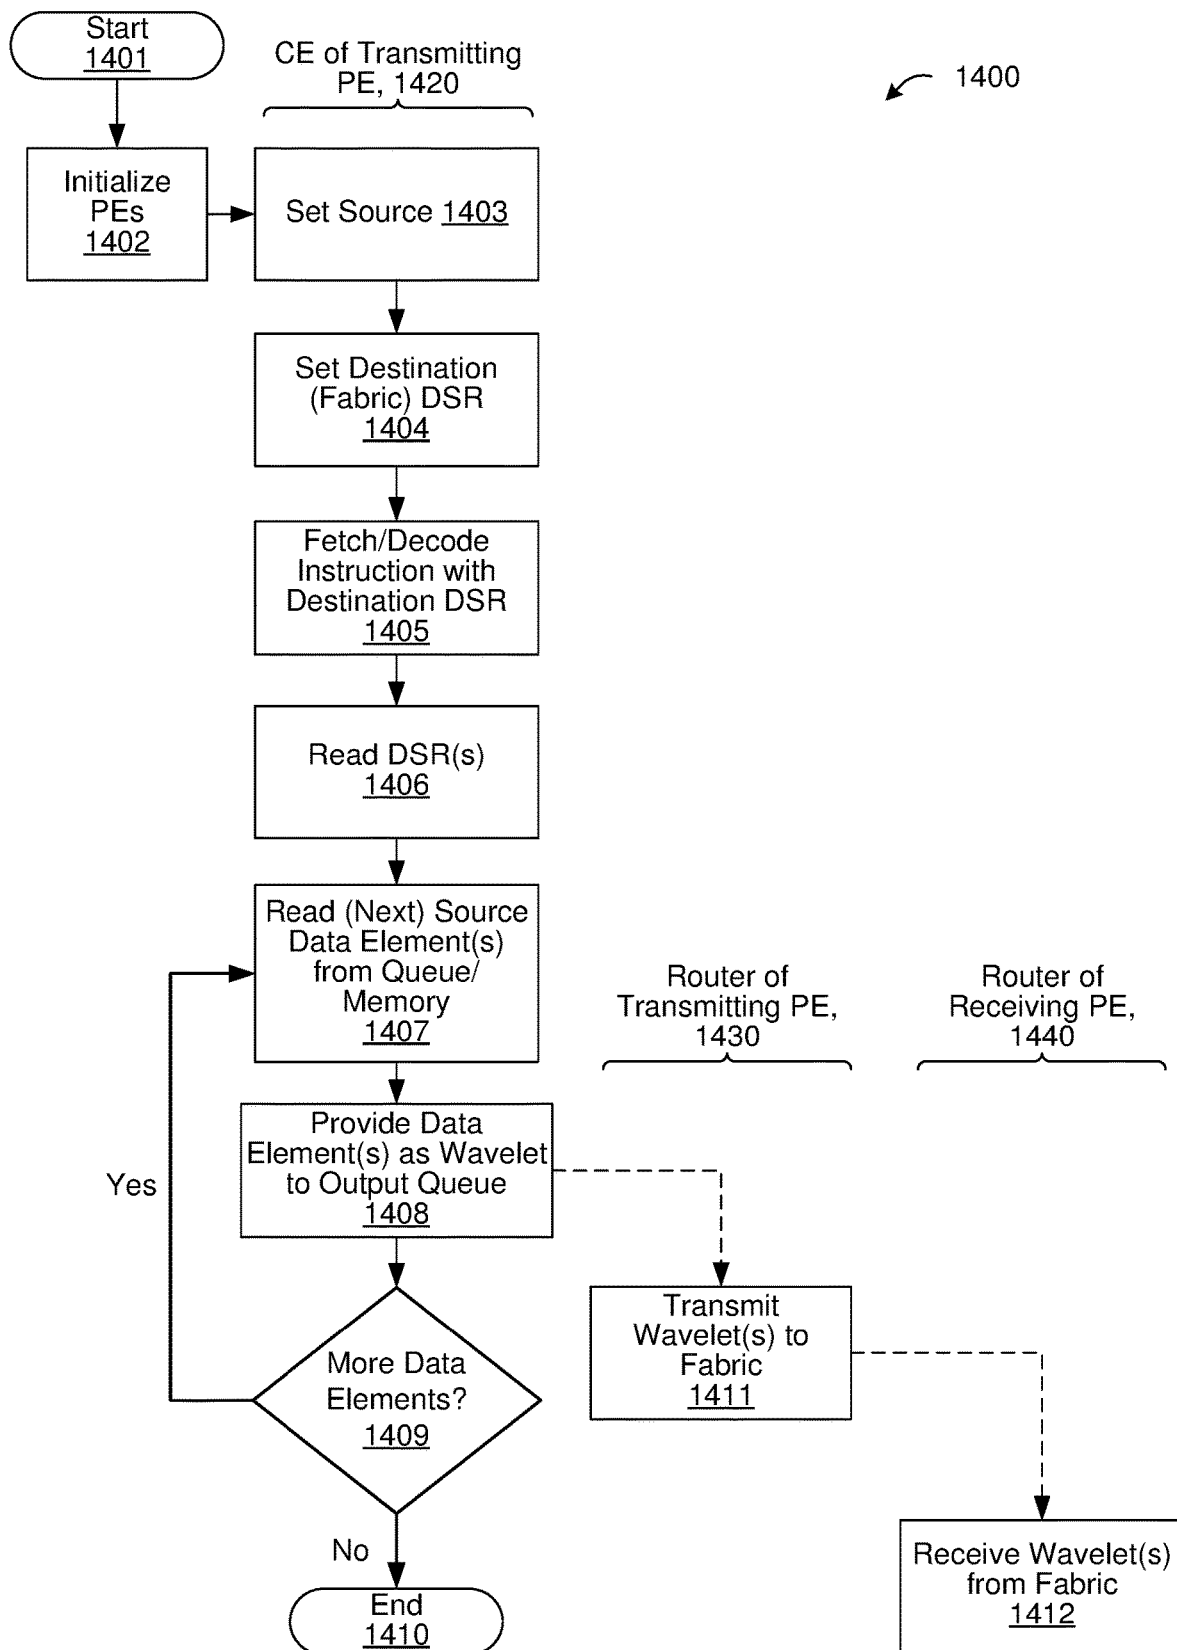 Start
1401
CE of Transmitting
PE, 1420
1400
Initialize
PEs
1402
Set Source 1403
Set Destination
(Fabric) DSR
1404
Fetch/Decode
Instruction with
Destination DSR
1405
Read DSR(s)
1406
Read (Next) Source
Data Element(s)
from Queue/
Memory
1407
Router of
Transmitting PE,
1430
Router of
Receiving PE,
1440
Provide Data
Element(s) as Wavelet
to Output Queue
1408
Yes
Transmit
Wavelet(s) to
Fabric
1411
More Data
Elements?
1409
No
Receive Wavelet(s)
from Fabric
1412
End
1410